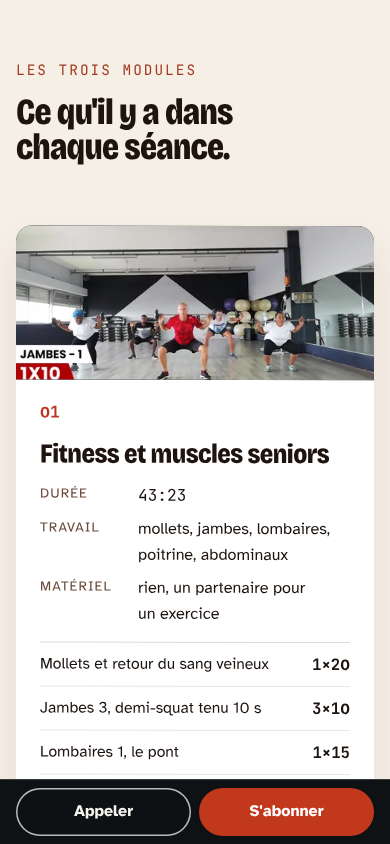 LES TROIS MODULES
Ce qu'il y a dans
chaque séance.
JAMBES - 1
1X10
01
Fitness et muscles seniors
DURÉE 43:23
TRAVAIL mollets, jambes, lombaires,
poitrine, abdominaux
MATÉRIEL rien, un partenaire pour
un exercice
Mollets et retour du sang veineux 1×20
Jambes 3, demi-squat tenu 10 s 3×10
Lombaires 1, le pont 1×15
Appeler S'abonner